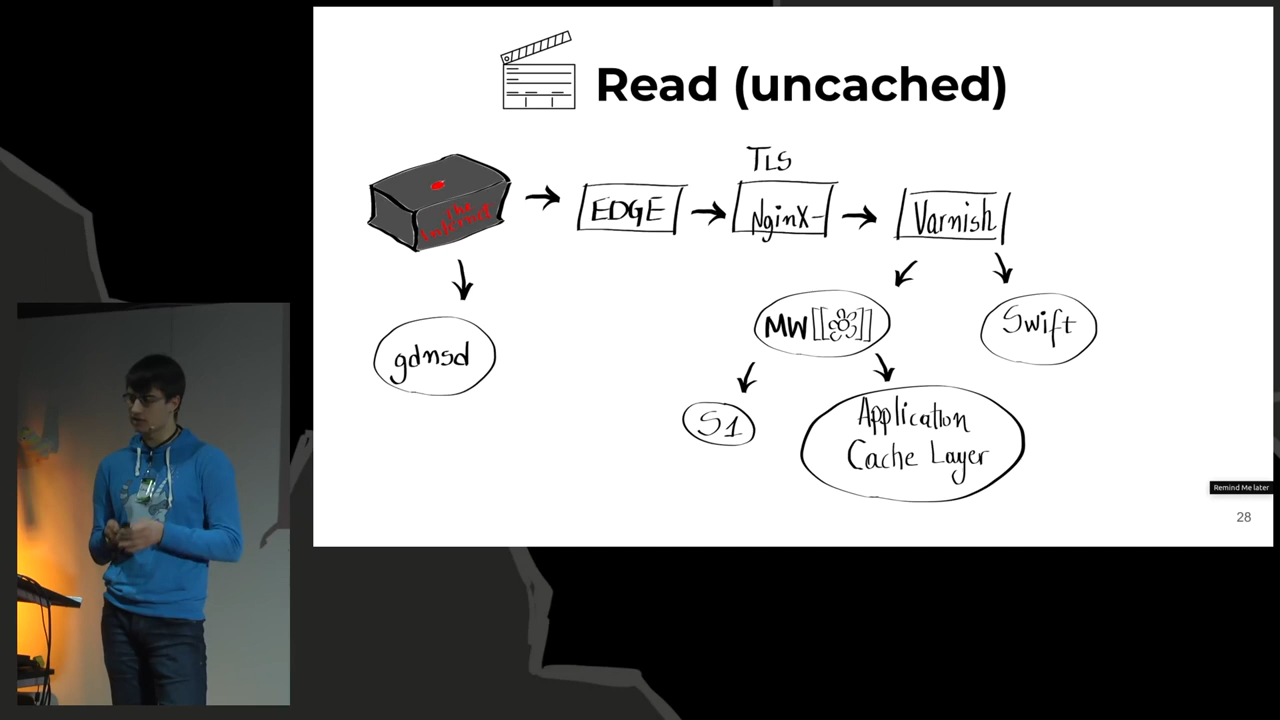 Read (uncached)
TLS
The
Internet
EDGE
NginX-
Varnish
gdnsd
MW[[
]]
Swift
S1
Application
Cache Layer
Remind Me later
28